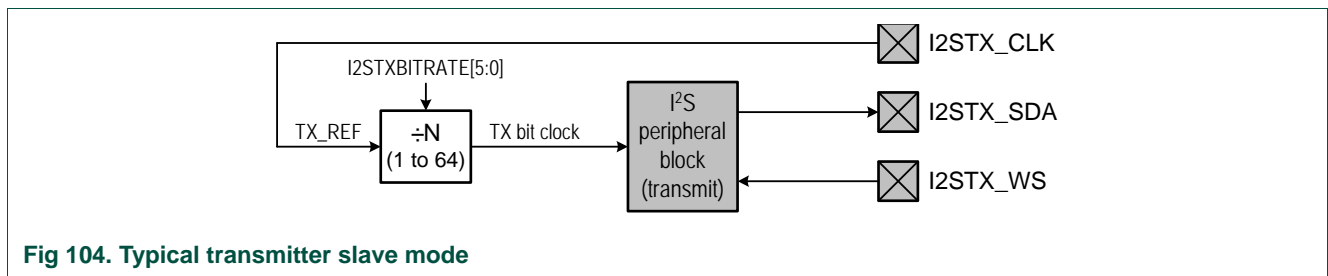 I2STX_CLK
I2STXBITRATE[5:0]
TX_REF
÷N
(1 to 64)
TX bit clock
I²S
peripheral
block
(transmit)
I2STX_SDA
I2STX_WS
Fig 104. Typical transmitter slave mode